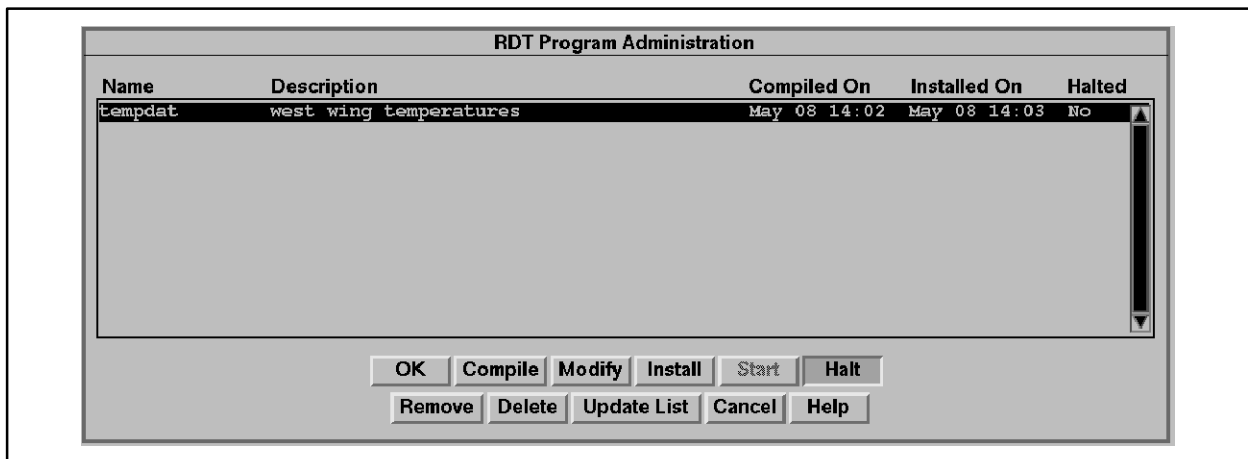 RDT Program Administration
Name Description Compiled On Installed On Halted
tempdat west wing temperatures May 08 14:02 May 08 14:03 No
OK Compile Modify Install Start Halt
Remove Delete Update List Cancel Help